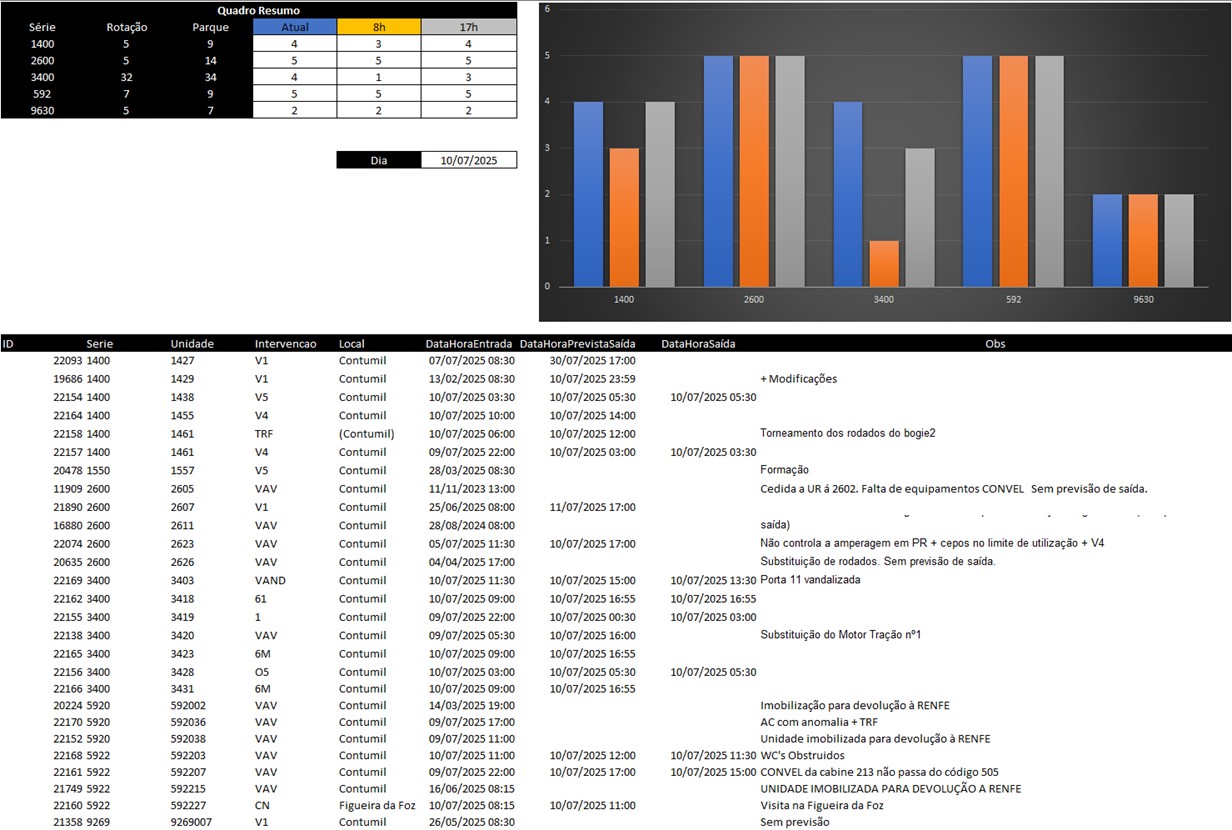 Quadro Resumo
Série Rotação Parque Atual 8h 17h
1400 5 9 4 3 4
2600 5 14 5 5 5
3400 32 34 4 1 3
592 7 9 5 5 5
9630 5 7 2 2 2
Dia 10/07/2025
6
5
4
3
2
1
0
1400 2600 3400 592 9630
ID Serie Unidade Intervencao Local DataHoraEntrada DataHoraPrevistaSaída DataHoraSaída Obs
22093 1400 1427 V1 Contumil 07/07/2025 08:30 30/07/2025 17:00
19686 1400 1429 V1 Contumil 13/02/2025 08:30 10/07/2025 23:59 + Modificações
22154 1400 1438 V5 Contumil 10/07/2025 03:30 10/07/2025 05:30 10/07/2025 05:30
22164 1400 1455 V4 Contumil 10/07/2025 10:00 10/07/2025 14:00
22158 1400 1461 TRF (Contumil) 10/07/2025 06:00 10/07/2025 12:00 Torneamento dos rodados do bogie2
22157 1400 1461 V4 Contumil 09/07/2025 22:00 10/07/2025 03:00 10/07/2025 03:30
20478 1550 1557 V5 Contumil 28/03/2025 08:30 Formação
11909 2600 2605 VAV Contumil 11/11/2023 13:00 Cedida a UR á 2602. Falta de equipamentos CONVEL Sem previsão de saída.
21890 2600 2607 V1 Contumil 25/06/2025 08:00 11/07/2025 17:00
16880 2600 2611 VAV Contumil 28/08/2024 08:00 saída)
22074 2600 2623 VAV Contumil 05/07/2025 11:30 10/07/2025 17:00 Não controla a amperagem em PR + cepos no limite de utilização + V4
20635 2600 2626 VAV Contumil 04/04/2025 17:00 Substituição de rodados. Sem previsão de saída.
22169 3400 3403 VAND Contumil 10/07/2025 11:30 10/07/2025 15:00 10/07/2025 13:30 Porta 11 vandalizada
22162 3400 3418 61 Contumil 10/07/2025 09:00 10/07/2025 16:55 10/07/2025 16:55
22155 3400 3419 1 Contumil 09/07/2025 22:00 10/07/2025 00:30 10/07/2025 03:00
22138 3400 3420 VAV Contumil 09/07/2025 05:30 10/07/2025 16:00 Substituição do Motor Tração nº1
22165 3400 3423 6M Contumil 10/07/2025 09:00 10/07/2025 16:55
22156 3400 3428 O5 Contumil 10/07/2025 03:00 10/07/2025 05:30 10/07/2025 05:30
22166 3400 3431 6M Contumil 10/07/2025 09:00 10/07/2025 16:55
20224 5920 592002 VAV Contumil 14/03/2025 19:00 Imobilização para devolução à RENFE
22170 5920 592036 VAV Contumil 09/07/2025 17:00 AC com anomalia + TRF
22152 5920 592038 VAV Contumil 09/07/2025 11:00 Unidade imobilizada para devolução à RENFE
22168 5922 592203 VAV Contumil 10/07/2025 11:00 10/07/2025 12:00 10/07/2025 11:30 WC's Obstruidos
22161 5922 592207 VAV Contumil 09/07/2025 22:00 10/07/2025 17:00 10/07/2025 15:00 CONVEL da cabine 213 não passa do código 505
21749 5922 592215 VAV Contumil 16/06/2025 08:15 UNIDADE IMOBILIZADA PARA DEVOLUÇÃO A RENFE
22160 5922 592227 CN Figueira da Foz 10/07/2025 08:15 10/07/2025 11:00 Visita na Figueira da Foz
21358 9269 9269007 V1 Contumil 26/05/2025 08:30 Sem previsão